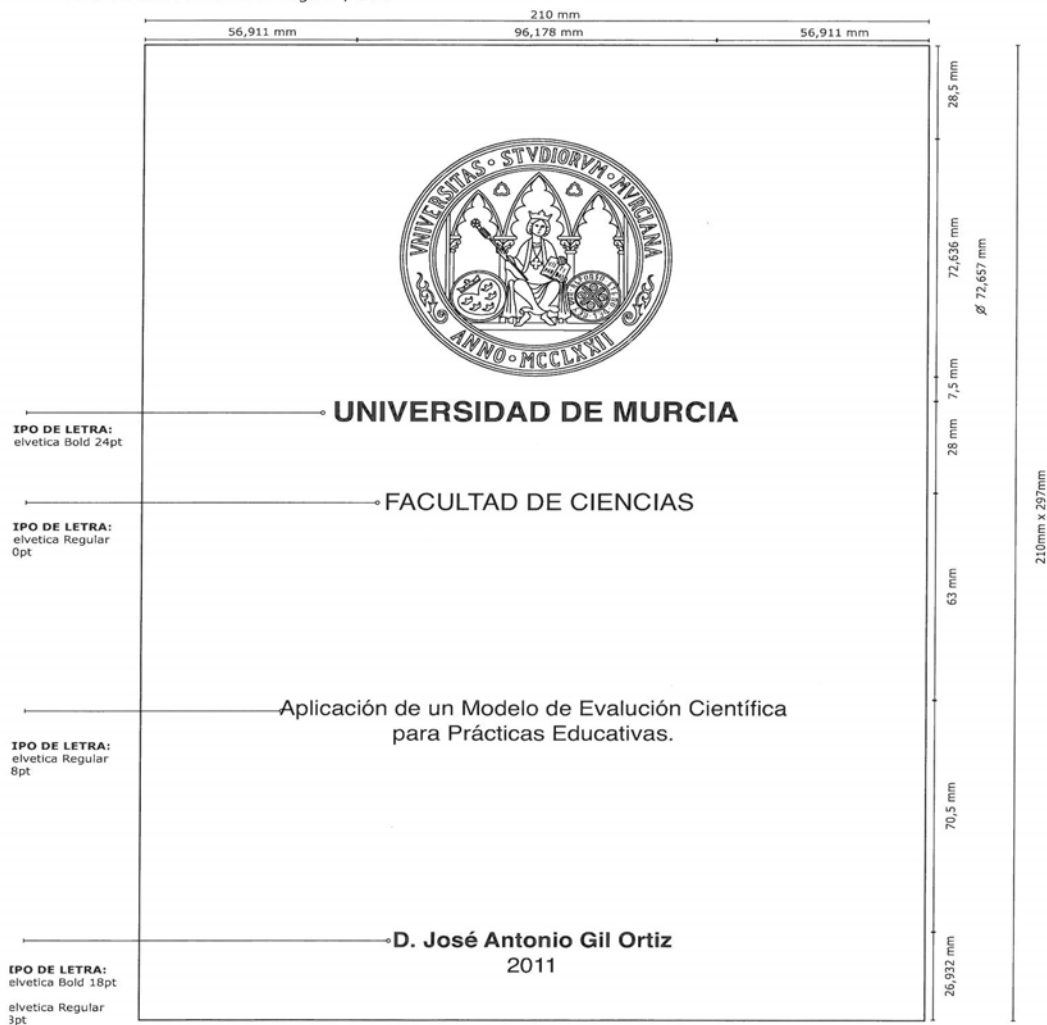 210 mm
56,911 mm
96,178 mm
56,911 mm
28,5 mm
VNIVERSITAS · STVDIORVM · MVRCIANA
ANNO · MCCLXXII
72,636 mm
Ø 72,657 mm
7,5 mm
UNIVERSIDAD DE MURCIA
IPO DE LETRA:
elvetica Bold 24pt
28 mm
210mm x 297mm
FACULTAD DE CIENCIAS
IPO DE LETRA:
elvetica Regular
0pt
63 mm
Aplicación de un Modelo de Evalución Científica
para Prácticas Educativas.
IPO DE LETRA:
elvetica Regular
8pt
70,5 mm
D. José Antonio Gil Ortiz
2011
IPO DE LETRA:
elvetica Bold 18pt
elvetica Regular
3pt
26,932 mm